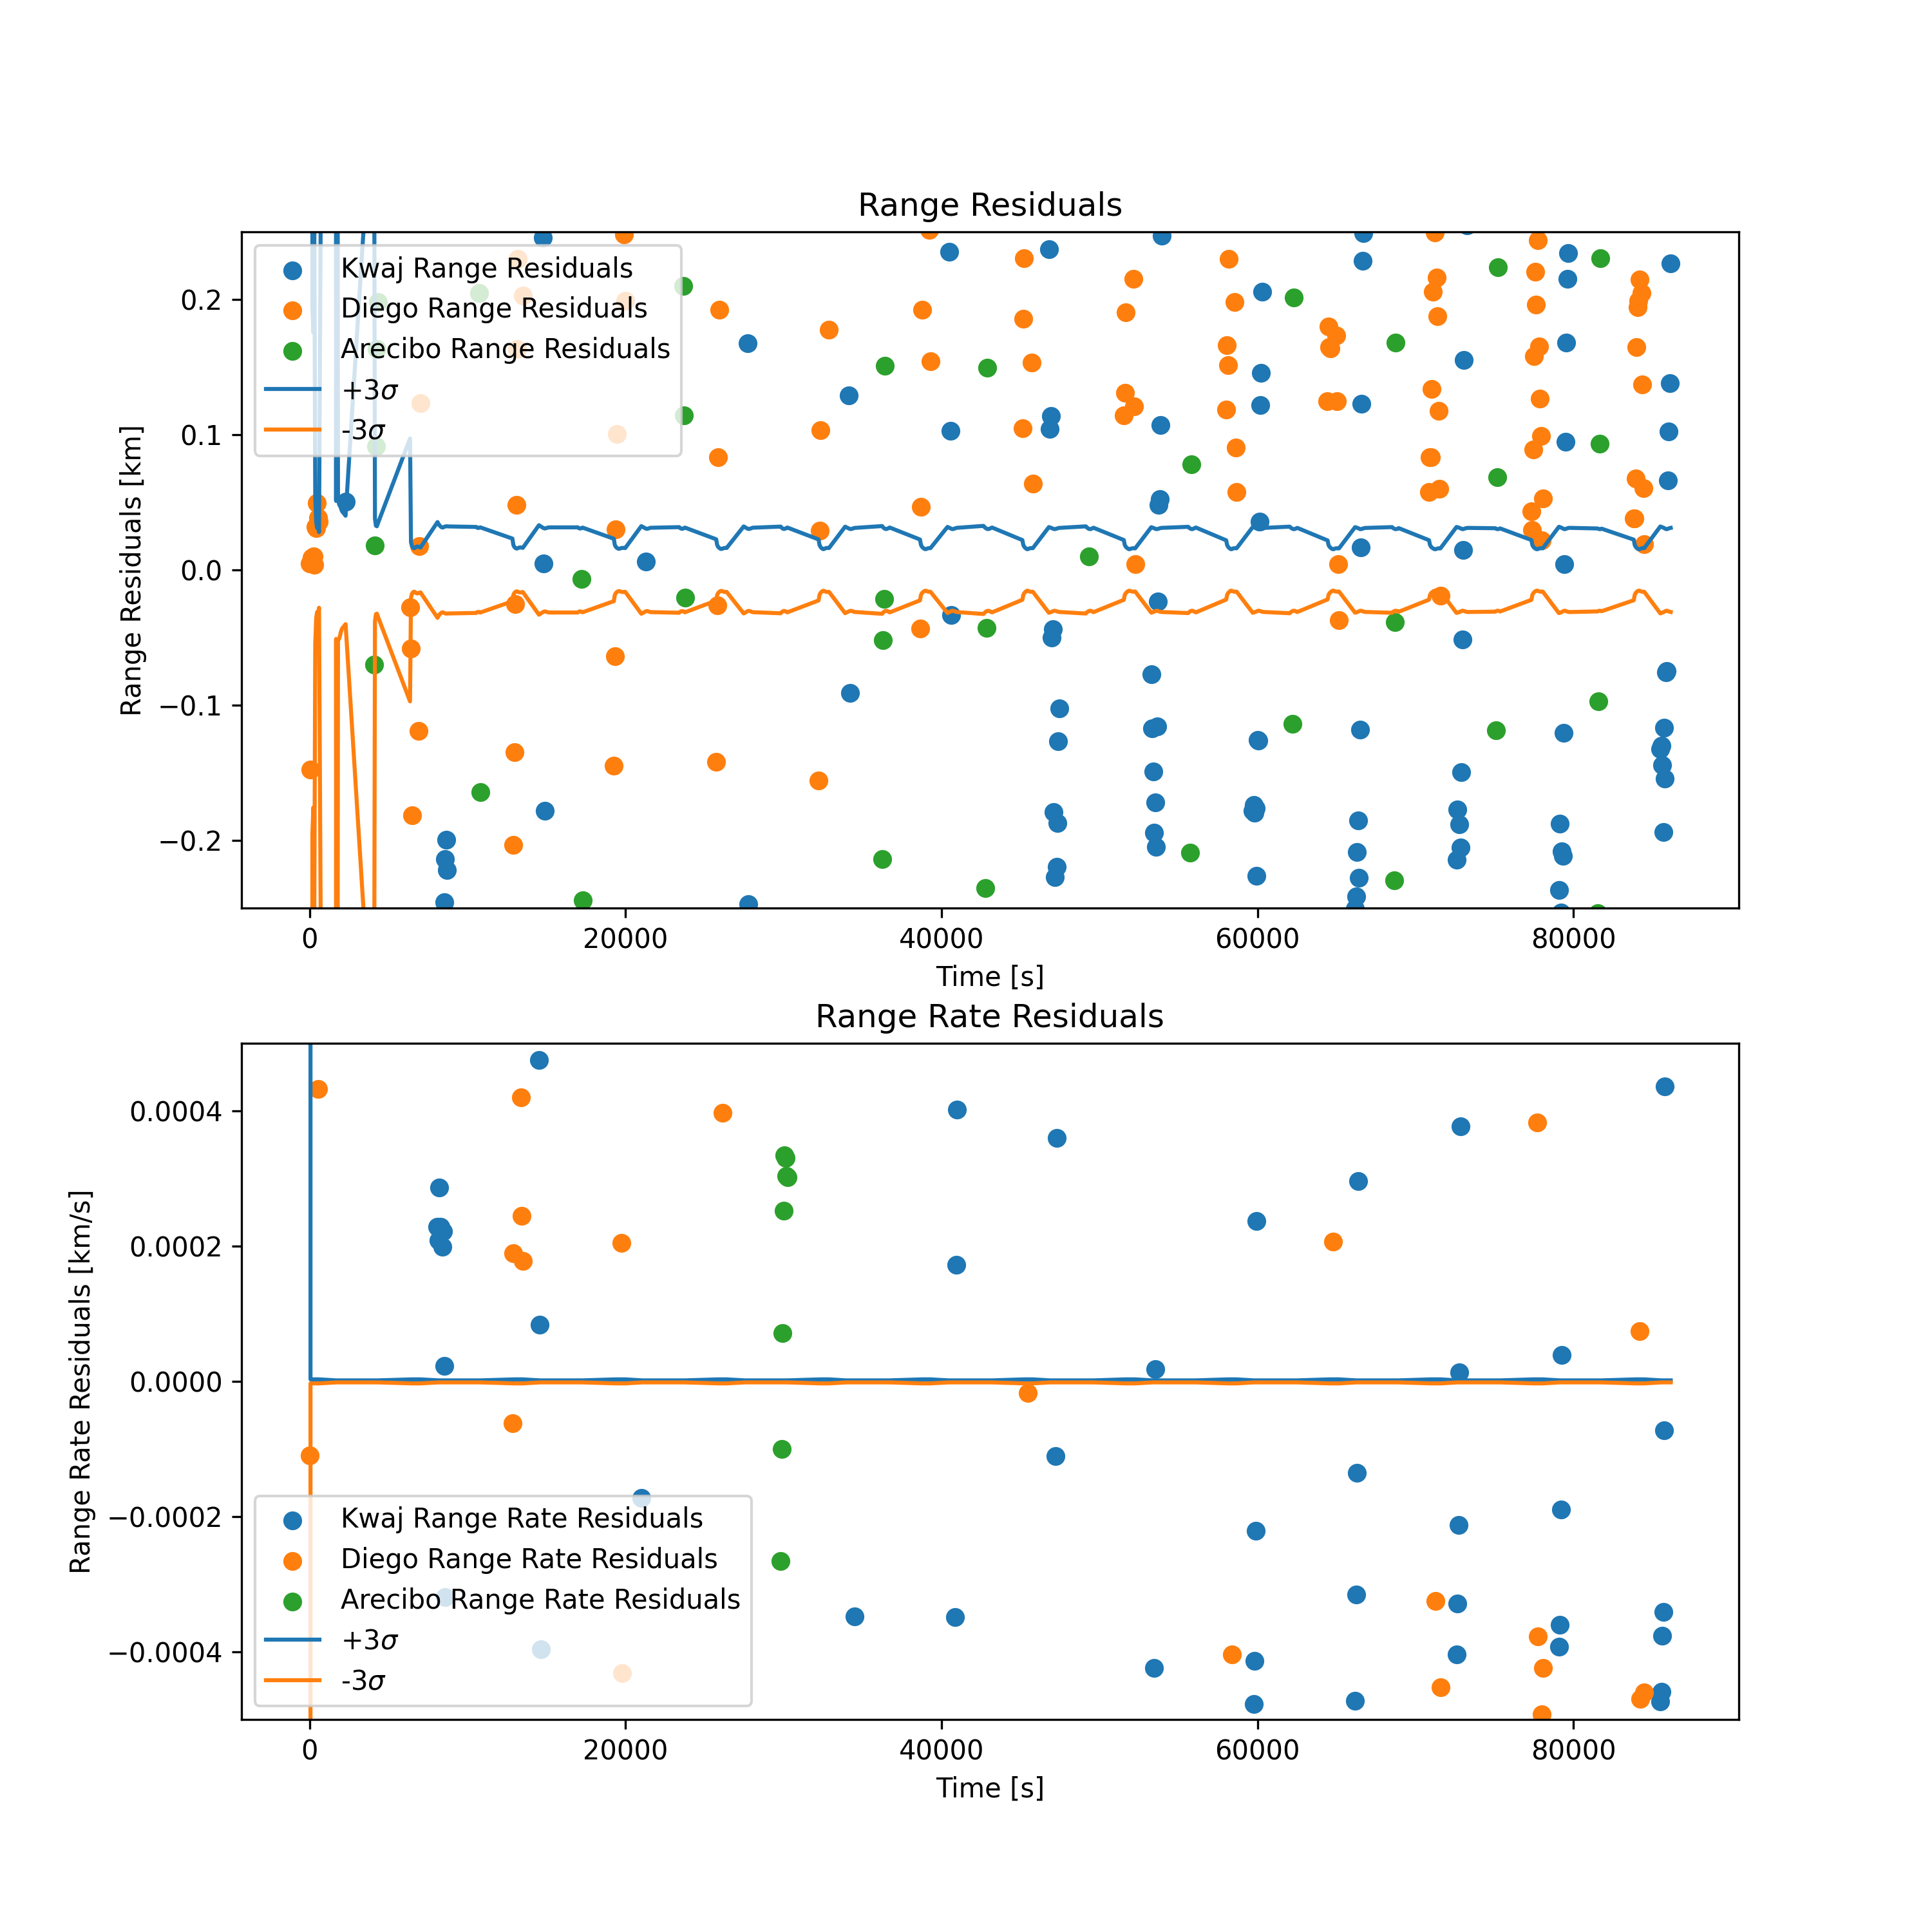 Range Residuals
Kwaj Range Residuals
Diego Range Residuals
Arecibo Range Residuals
+3σ
-3σ
Range Residuals [km]
0.2
0.1
0.0
−0.1
−0.2
0 20000 40000 60000 80000
Time [s]
Range Rate Residuals
Range Rate Residuals [km/s]
0.0004
0.0002
0.0000
−0.0002
−0.0004
Kwaj Range Rate Residuals
Diego Range Rate Residuals
Arecibo Range Rate Residuals
+3σ
-3σ
0 20000 40000 60000 80000
Time [s]